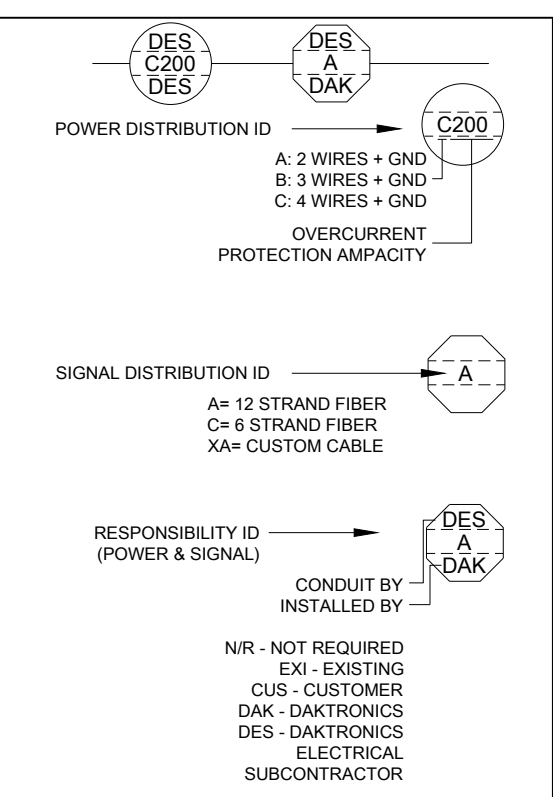 DES
C200
DES
DES
A
DAK
POWER DISTRIBUTION ID
C200
A: 2 WIRES + GND
B: 3 WIRES + GND
C: 4 WIRES + GND
OVERCURRENT
PROTECTION AMPACITY
SIGNAL DISTRIBUTION ID
A
A= 12 STRAND FIBER
C= 6 STRAND FIBER
XA= CUSTOM CABLE
RESPONSIBILITY ID
(POWER & SIGNAL)
DES
A
DAK
CONDUIT BY
INSTALLED BY
N/R - NOT REQUIRED
EXI - EXISTING
CUS - CUSTOMER
DAK - DAKTRONICS
DES - DAKTRONICS
ELECTRICAL
SUBCONTRACTOR